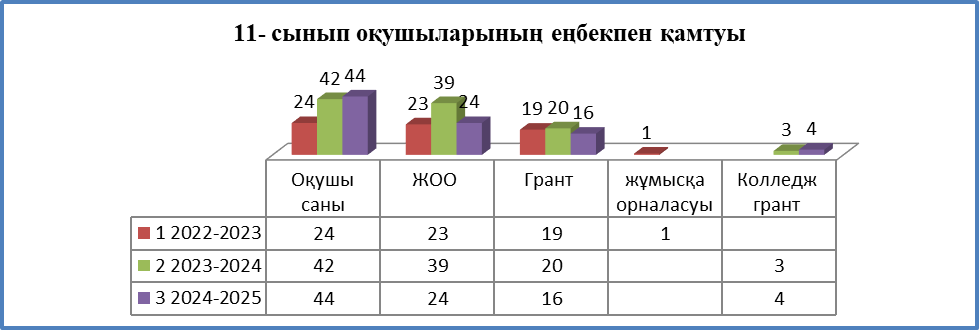 11- сынып оқушыларының еңбекпен қамтуы
24 42 44 23 39 24 19 20 16 1 3 4
Оқушы саны ЖОО Грант жұмысқа орналасуы Колледж грант
1 2022-2023 24 23 19 1
2 2023-2024 42 39 20 3
3 2024-2025 44 24 16 4